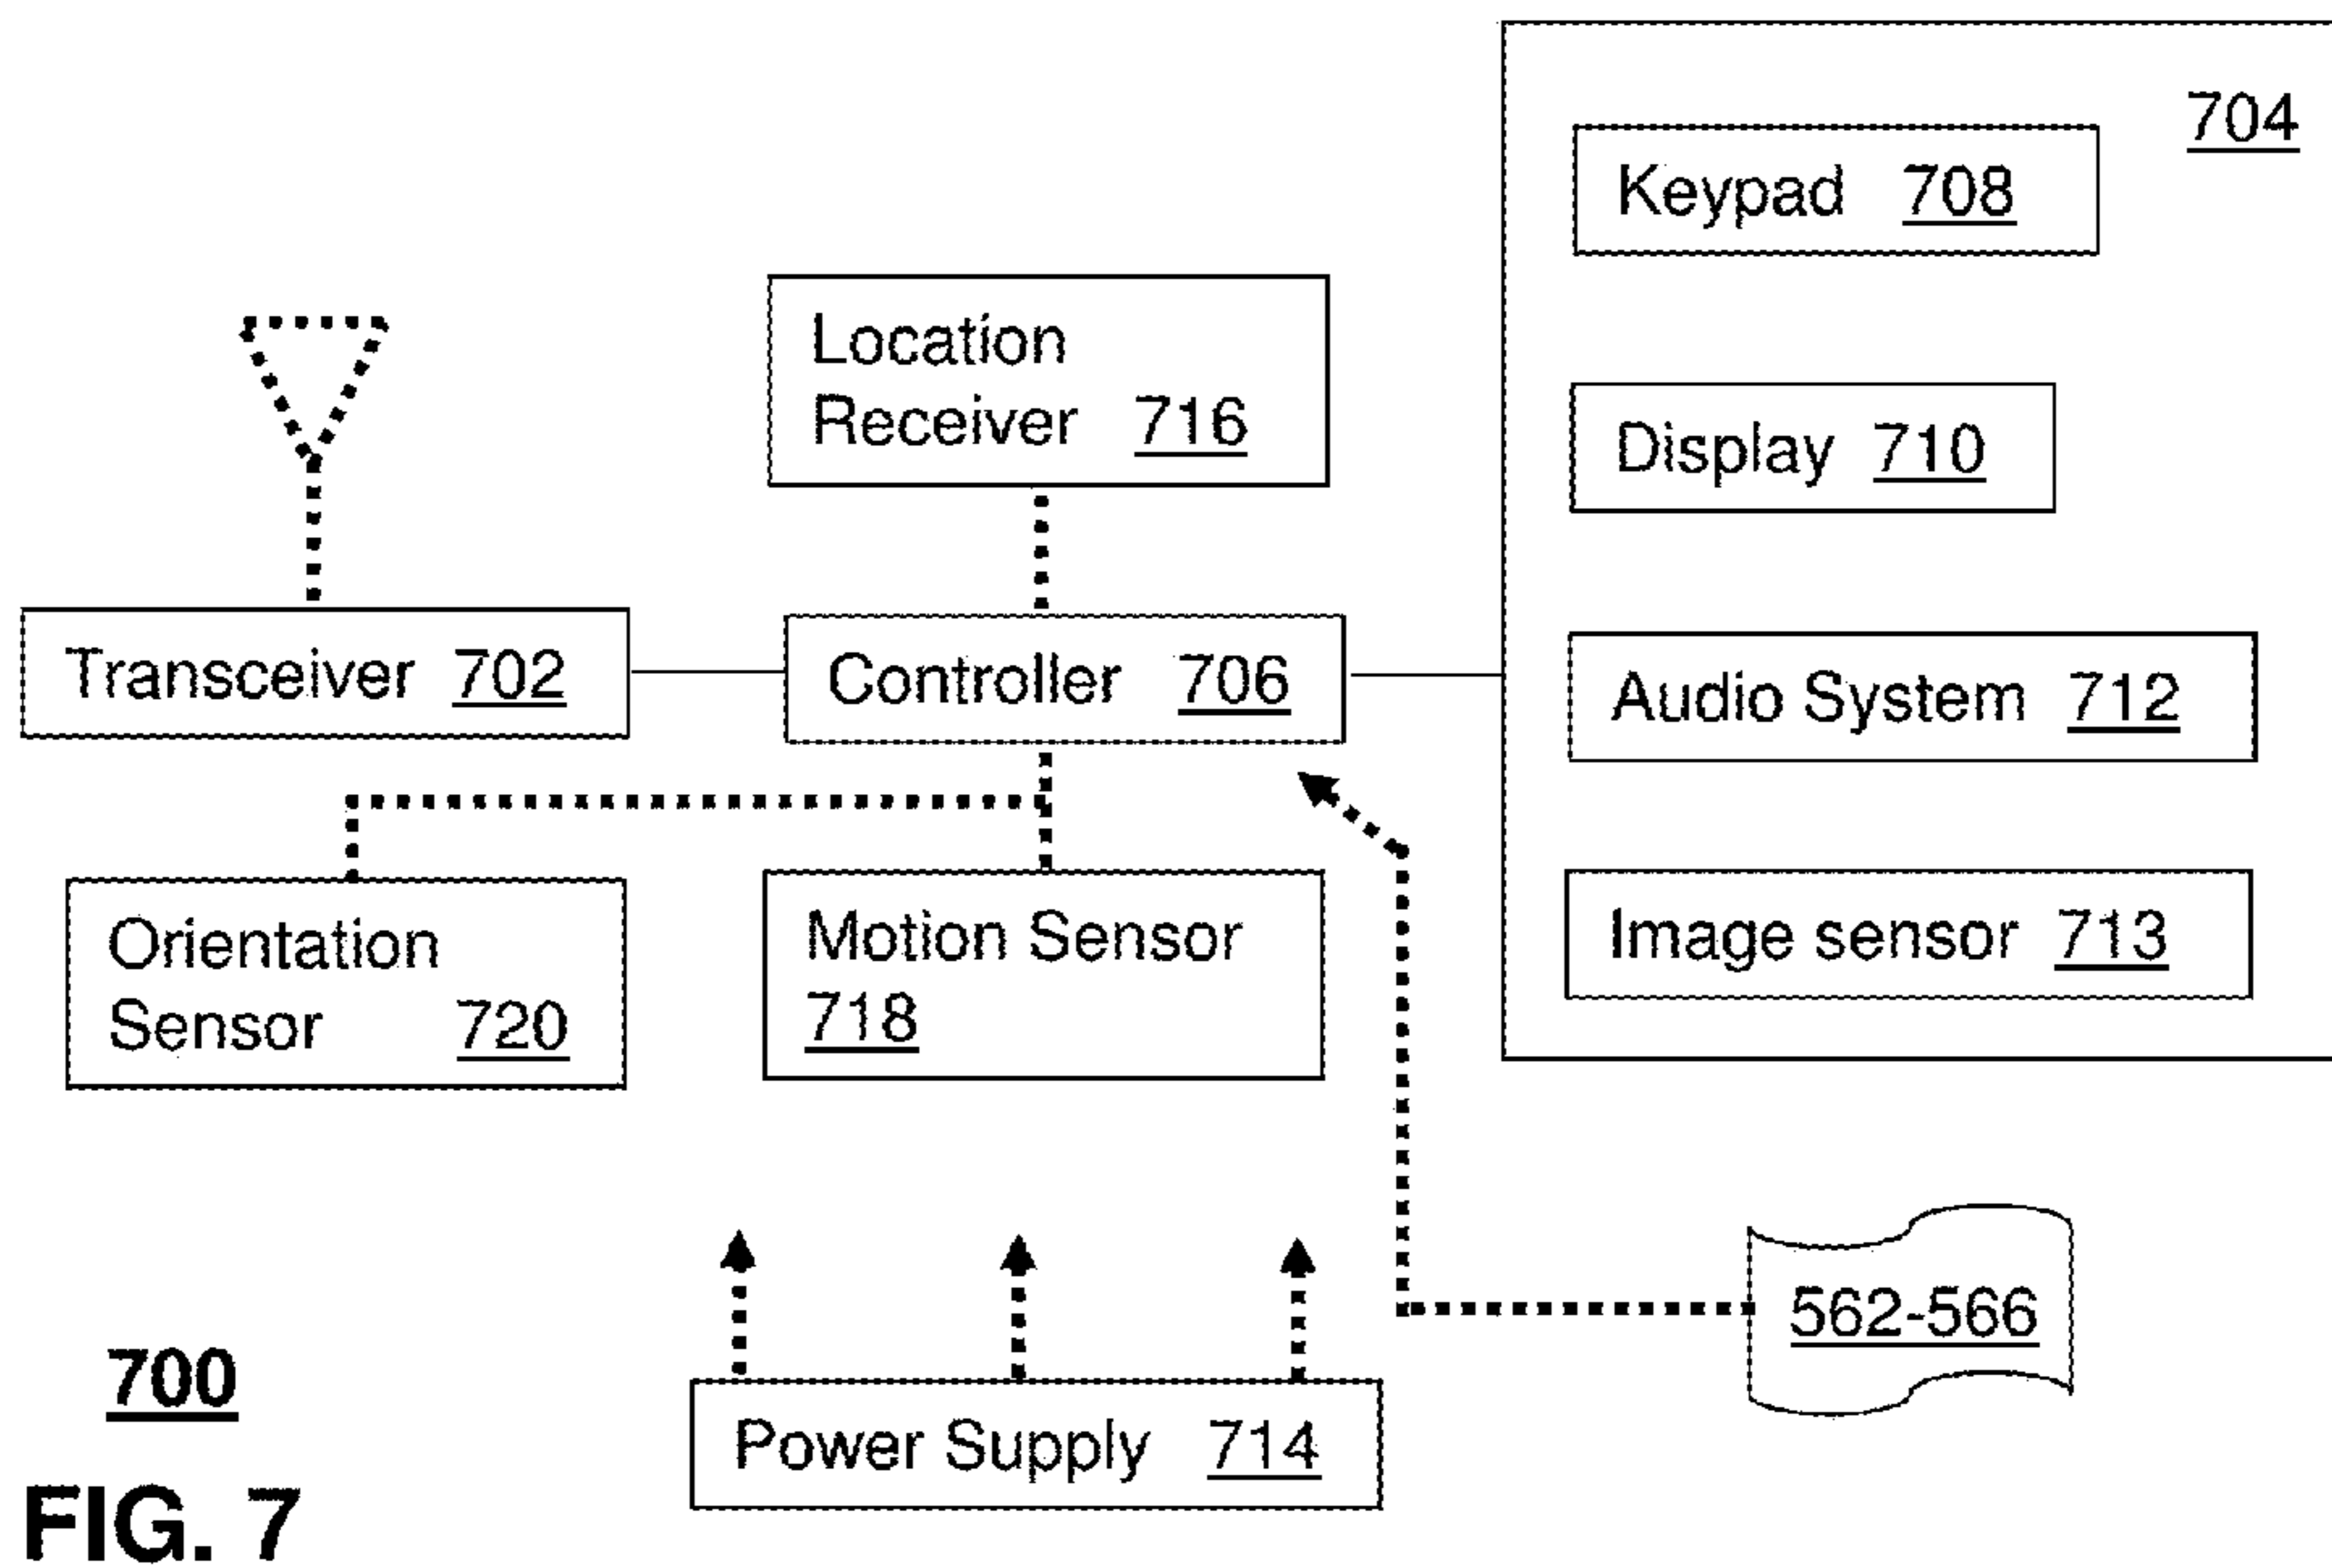 704
Keypad 708
Location
Receiver 716
Display 710
Transceiver 702
Controller 706
Audio System 712
Orientation
Sensor 720
Motion Sensor
718
Image sensor 713
562-566
700
Power Supply 714
FIG. 7